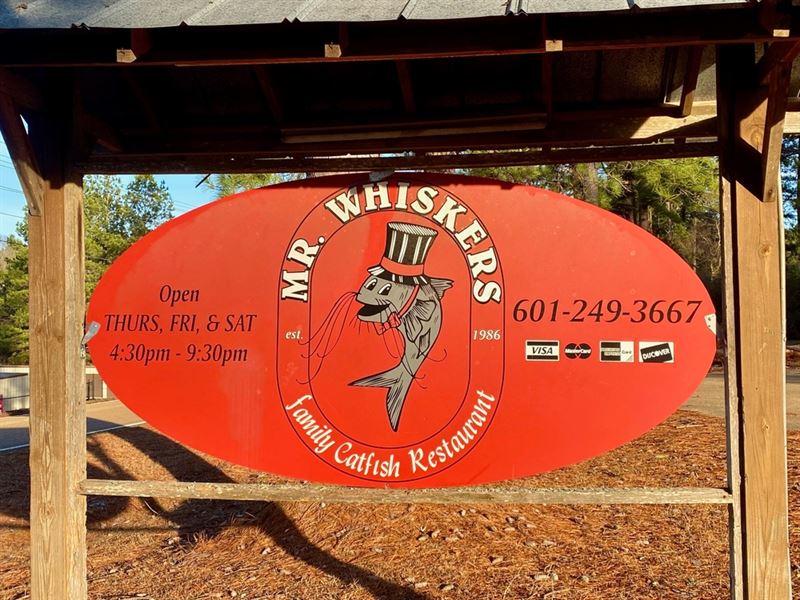 MR. WHISKERS
Open
THURS, FRI, & SAT
4:30pm - 9:30pm
est.
1986
601-249-3667
VISA
MasterCard
DISCOVER
family Catfish Restaurant